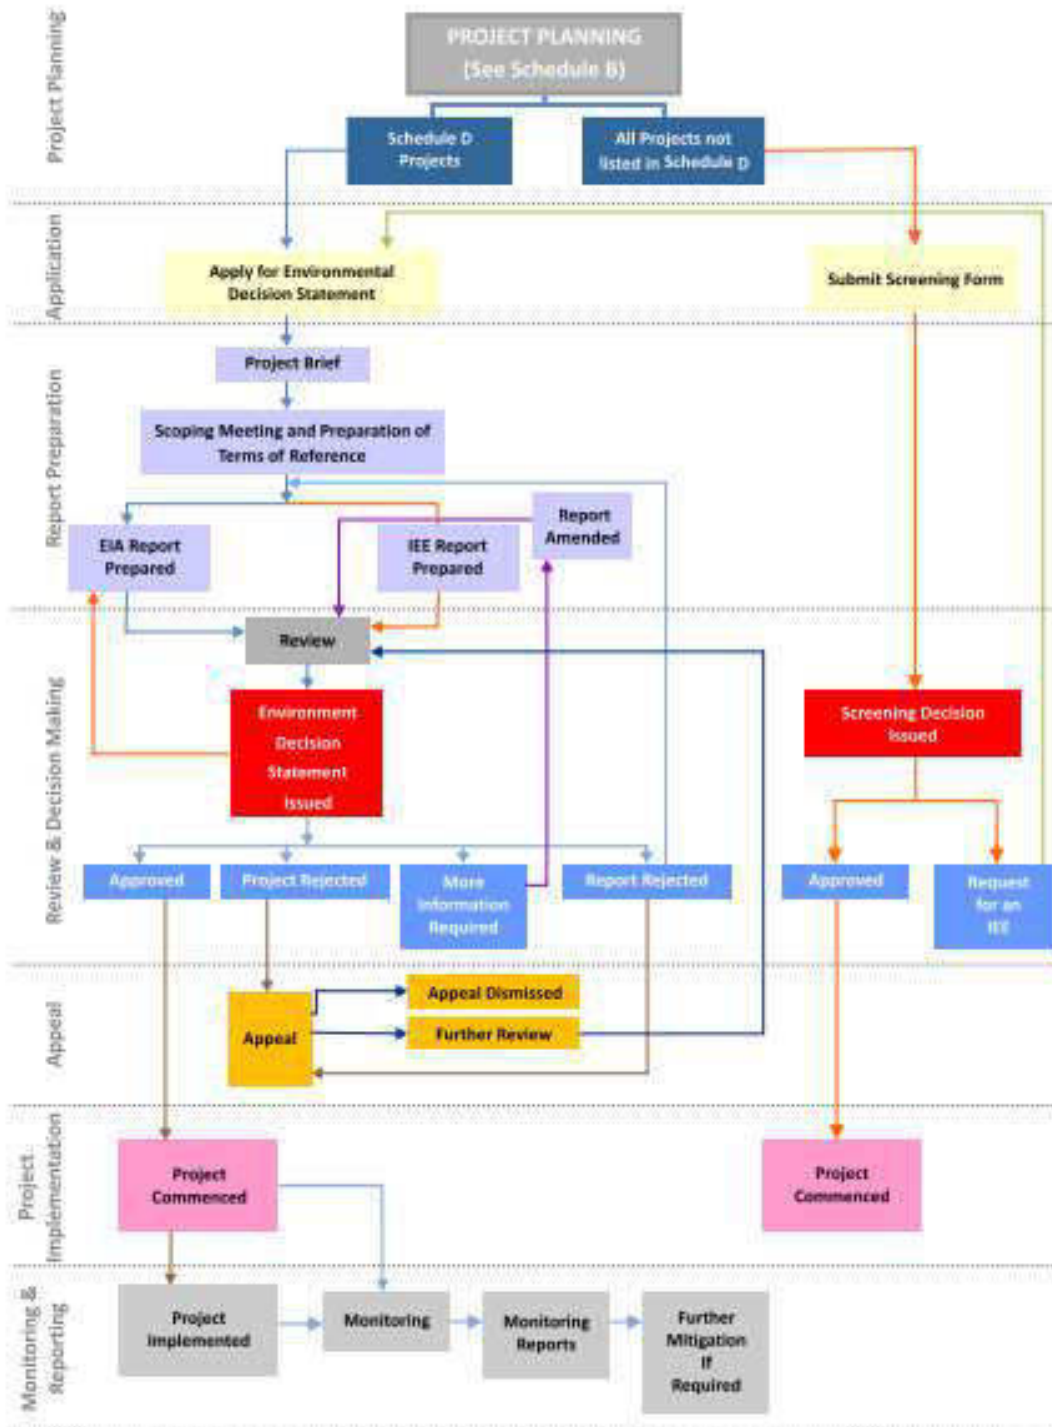 PROJECT PLANNING
(See Schedule B)
Project Planning
Schedule D
Projects
All Projects not
listed in Schedule D
Application
Apply for Environmental
Decision Statement
Submit Screening Form
Report Preparation
Project Brief
Scoping Meeting and Preparation of
Terms of Reference
EIA Report
Prepared
IEE Report
Prepared
Report
Amended
Review & Decision Making
Review
Environment
Decision
Statement
Issued
Screening Decision
Issued
Approved
Project Rejected
More
Information
Required
Report Rejected
Approved
Request
for an
IEE
Appeal
Appeal
Appeal Dismissed
Further Review
Project
Implementation
Project
Commenced
Project
Commenced
Monitoring &
Reporting
Project
Implemented
Monitoring
Monitoring
Reports
Further
Mitigation
If
Required